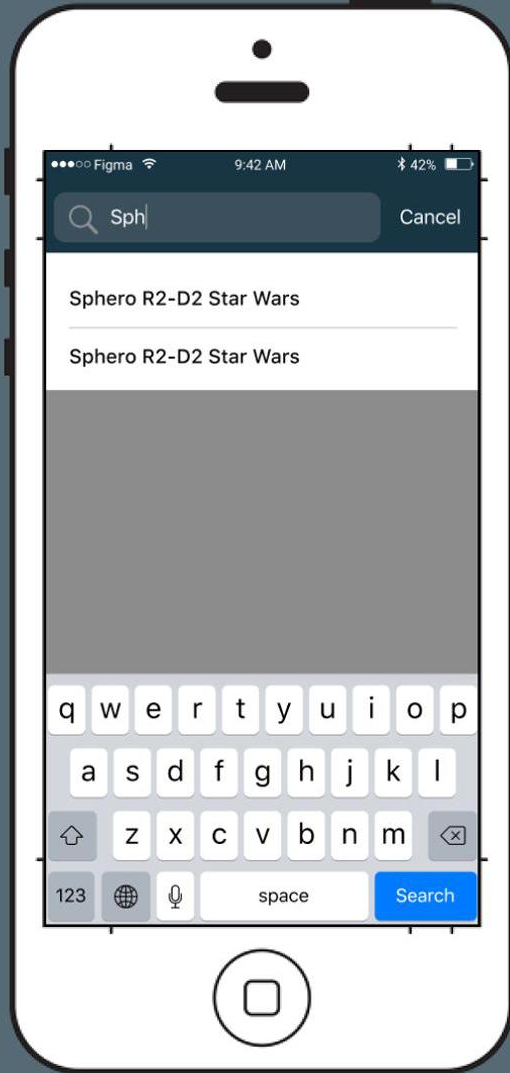 Figma 9:42 AM 42%
Sph Cancel
Sphero R2-D2 Star Wars
Sphero R2-D2 Star Wars
q w e r t y u i o p
a s d f g h j k l
z x c v b n m
123 space Search